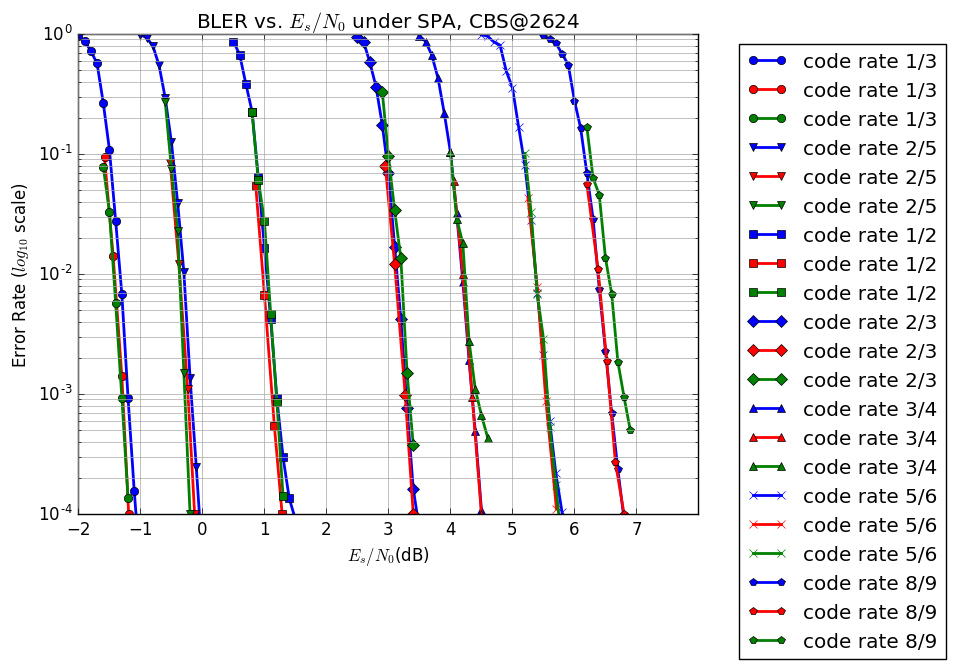 BLER vs. E_s/N_0 under SPA, CBS@2624
Error Rate (log_10 scale)
10^0
10^-1
10^-2
10^-3
10^-4
−2 −1 0 1 2 3 4 5 6 7
E_s/N_0(dB)
code rate 1/3
code rate 1/3
code rate 1/3
code rate 2/5
code rate 2/5
code rate 2/5
code rate 1/2
code rate 1/2
code rate 1/2
code rate 2/3
code rate 2/3
code rate 2/3
code rate 3/4
code rate 3/4
code rate 3/4
code rate 5/6
code rate 5/6
code rate 5/6
code rate 8/9
code rate 8/9
code rate 8/9